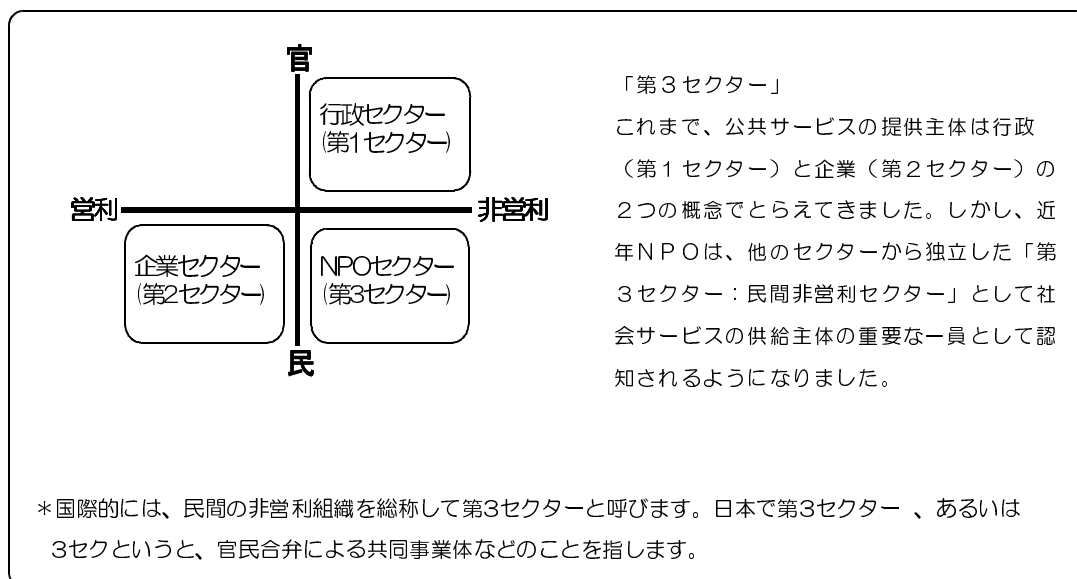 官
行政セクター
(第1セクター)
営利
非営利
企業セクター
(第2セクター)
NPOセクター
(第3セクター)
民
「第３セクター」
これまで、公共サービスの提供主体は行政
（第１セクター）と企業（第２セクター）の
２つの概念でとらえてきました。しかし、近
年ＮＰＯは、他のセクターから独立した「第
３セクター：民間非営利セクター」として社
会サービスの供給主体の重要な一員として認
知されるようになりました。
＊国際的には、民間の非営利組織を総称して第3セクターと呼びます。日本で第3セクター 、あるいは
3セクというと、官民合弁による共同事業体などのことを指します。